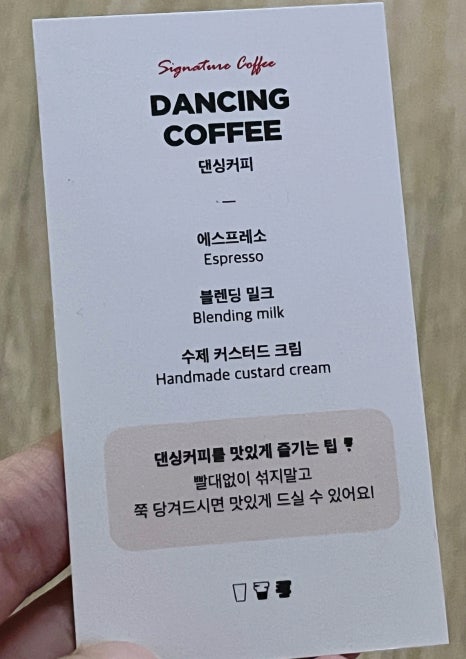 Signature Coffee
DANCING
COFFEE
댄싱커피
에스프레소
Espresso
블렌딩 밀크
Blending milk
수제 커스터드 크림
Handmade custard cream
댄싱커피를 맛있게 즐기는 팁
빨대없이 섞지말고
쭉 당겨드시면 맛있게 드실 수 있어요!